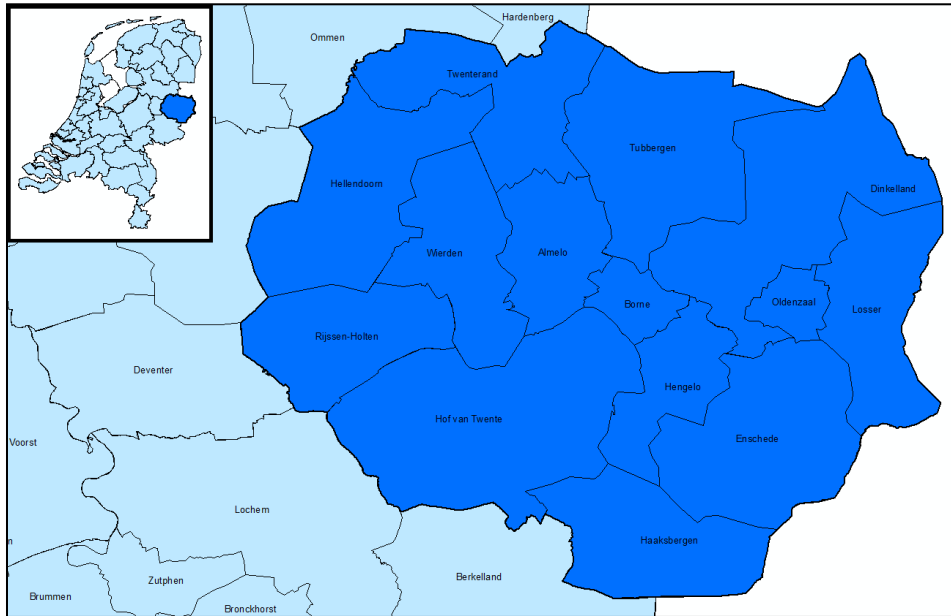 Hardenberg
Ommen
Twenterand
Tubbergen
Hellendoorn
Dinkelland
Wierden
Almelo
Borne
Oldenzaal
Losser
Rijssen-Holten
Deventer
Hengelo
Hof van Twente
Voorst
Enschede
Lochem
Haaksbergen
n
Zutphen
Berkelland
Brummen
Bronckhorst